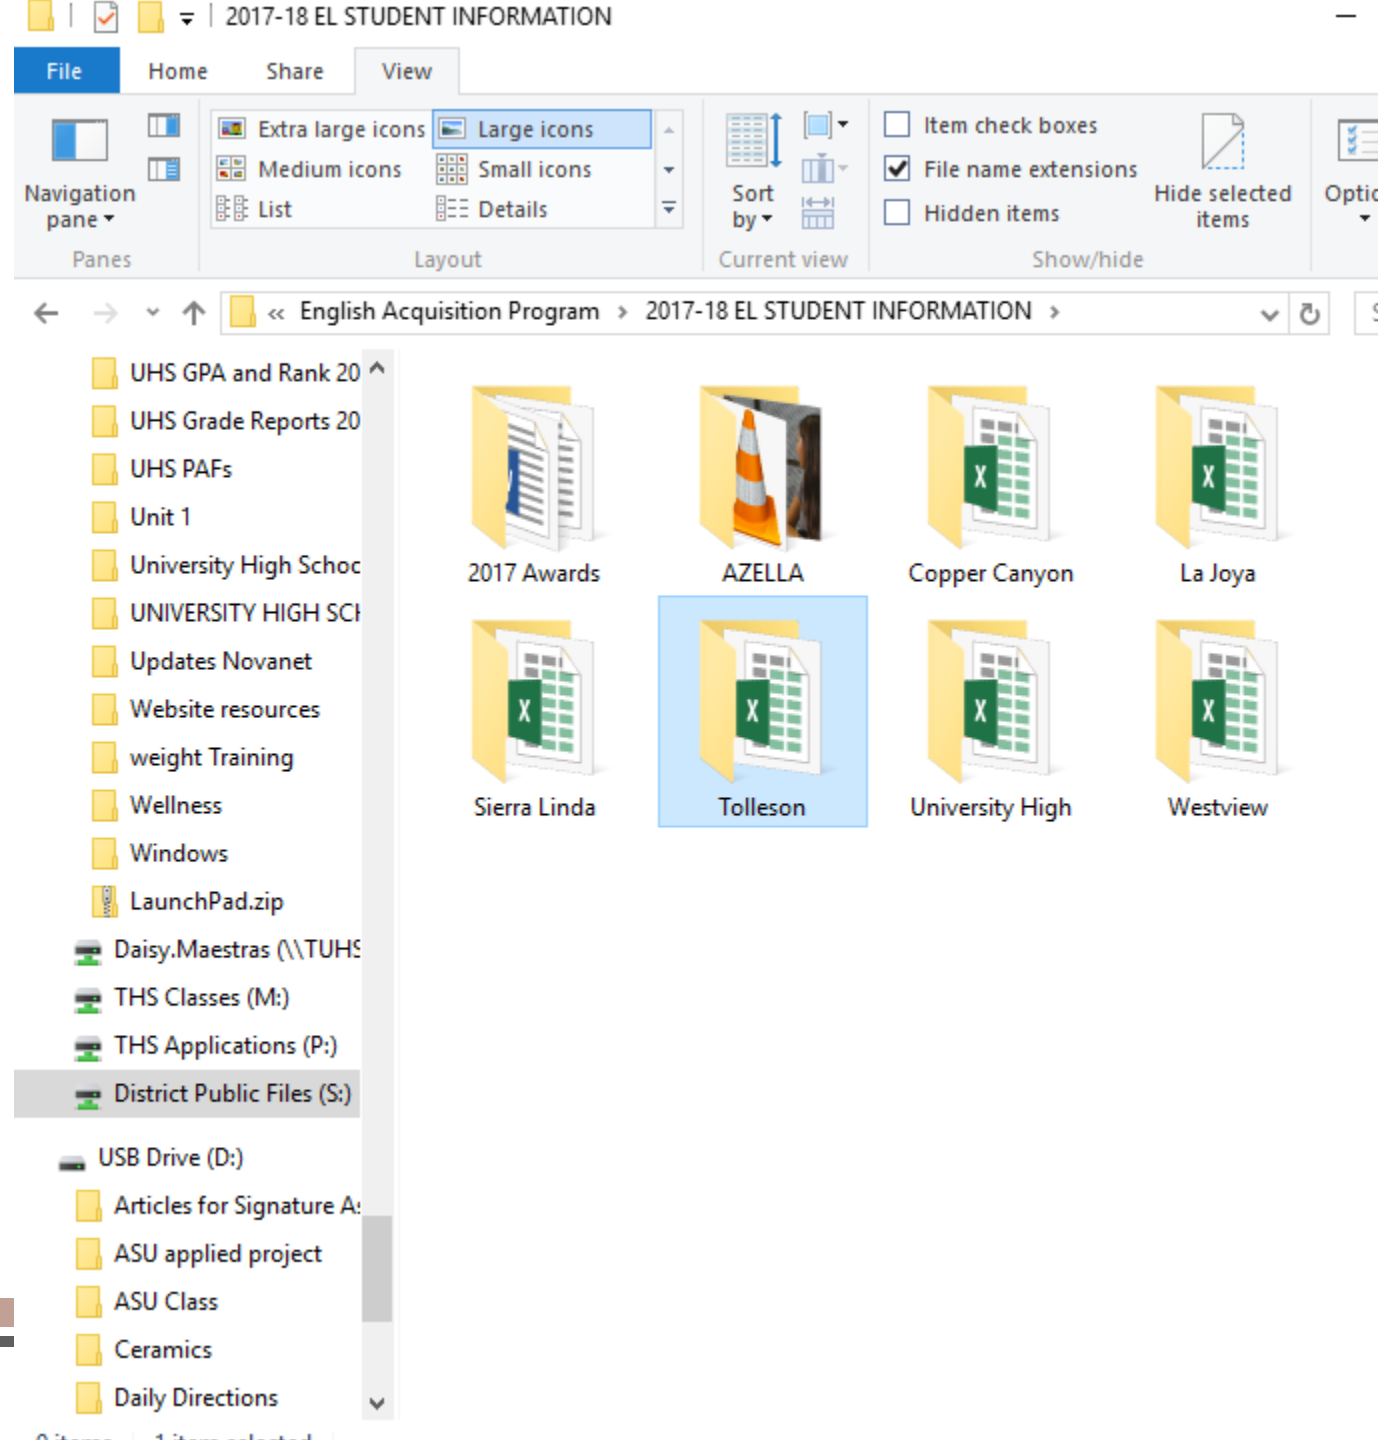 2017-18 EL STUDENT INFORMATION
File Home Share View
Navigation pane
Extra large icons Large icons
Medium icons Small icons
List Details
Sort by
Item check boxes
File name extensions
Hidden items
Hide selected items
Panes Layout Current view Show/hide
« English Acquisition Program › 2017-18 EL STUDENT INFORMATION ›
UHS GPA and Rank 20
UHS Grade Reports 20
UHS PAFs
Unit 1
University High
UNIVERSITY HIGH
Updates Novanet
Website resources
weight Training
Wellness
Windows
LaunchPad.zip
Daisy.Maestras (\\TUHS
THS Classes (M:)
THS Applications (P:)
District Public Files (S:)
USB Drive (D:)
Articles for Signature
ASU applied project
ASU Class
Ceramics
Daily Directions
2017 Awards AZELLA Copper Canyon La Joya
Sierra Linda Tolleson University High Westview
1 item selected